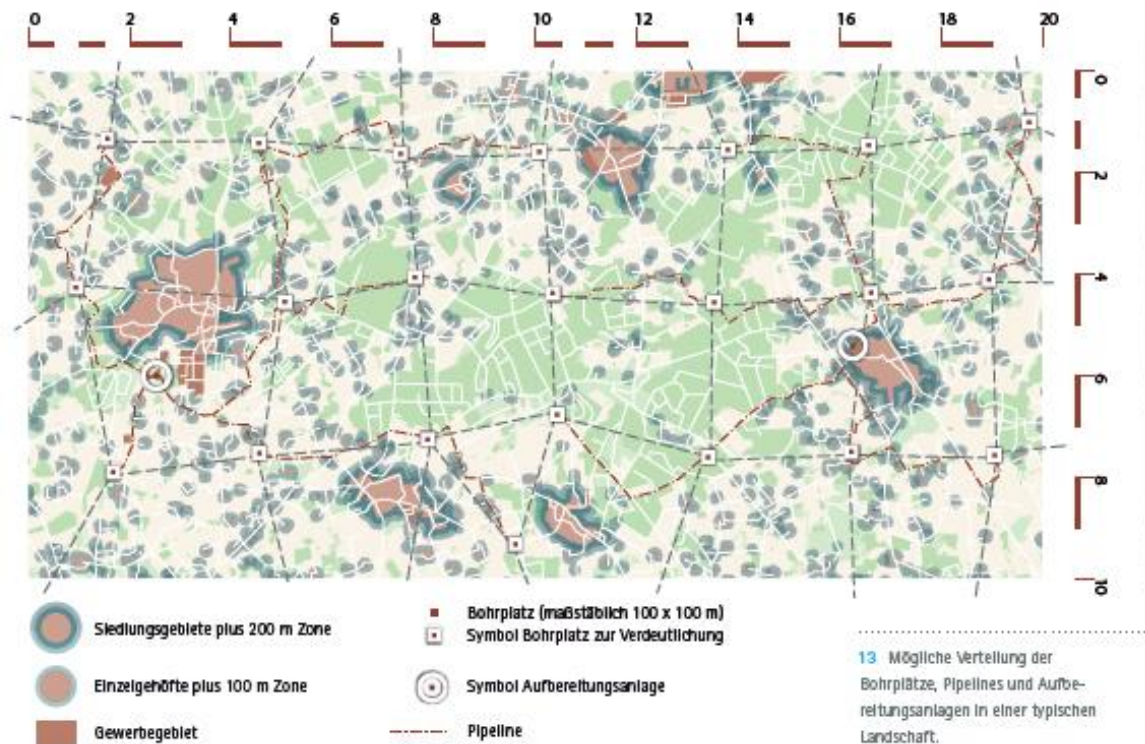 0 2 4 6 8 10 12 14 16 18 20
0
2
4
6
8
10
Siedlungsgebiete plus 200 m Zone
Einzelgehöfte plus 100 m Zone
Gewerbegebiet
Bohrplatz (maßstäblich 100 x 100 m)
Symbol Bohrplatz zur Verdeutlichung
Symbol Aufbereitungsanlage
Pipeline
13 Mögliche Verteilung der
Bohrplätze, Pipelines und Aufbe-
reitungsanlagen in einer typischen
Landschaft.